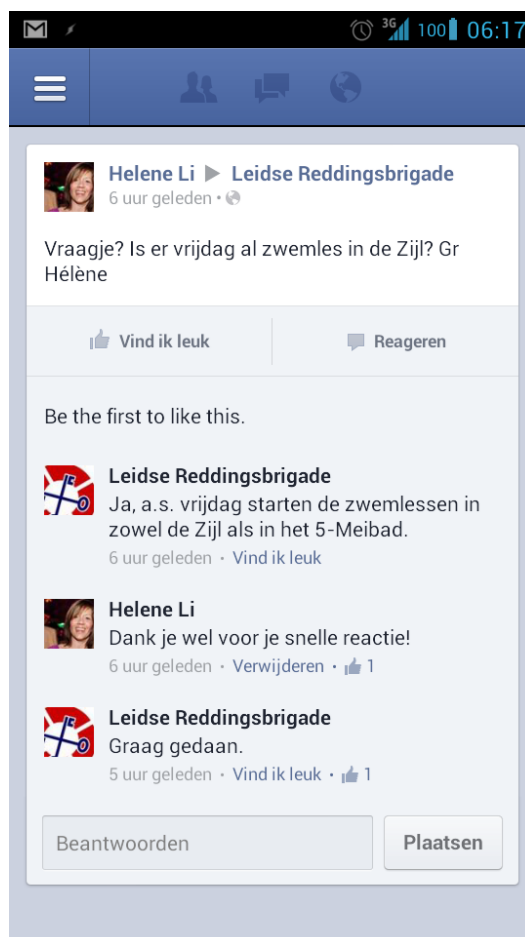 3G 100 06:17
Helene Li ▶ Leidse Reddingsbrigade
6 uur geleden •
Vraagje? Is er vrijdag al zwemles in de Zijl? Gr
Hélène
Vind ik leuk
Reageren
Be the first to like this.
Leidse Reddingsbrigade
Ja, a.s. vrijdag starten de zwemlessen in
zowel de Zijl als in het 5-Meibad.
6 uur geleden • Vind ik leuk
Helene Li
Dank je wel voor je snelle reactie!
6 uur geleden • Verwijderen • 1
Leidse Reddingsbrigade
Graag gedaan.
5 uur geleden • Vind ik leuk • 1
Beantwoorden
Plaatsen